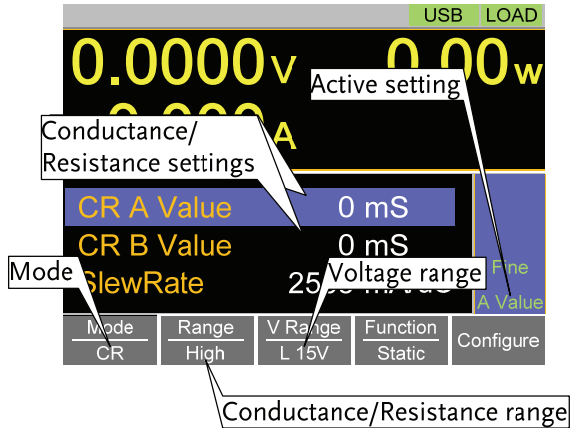 USB LOAD
0.0000V 0.00W
Active setting
A
Conductance/
Resistance settings
CR A Value 0 mS
CR B Value 0 mS
Mode
SlewRate
Voltage range
Fine
A Value
Mode Range V Range Function Configure
CR High L 15V Static
Conductance/Resistance range